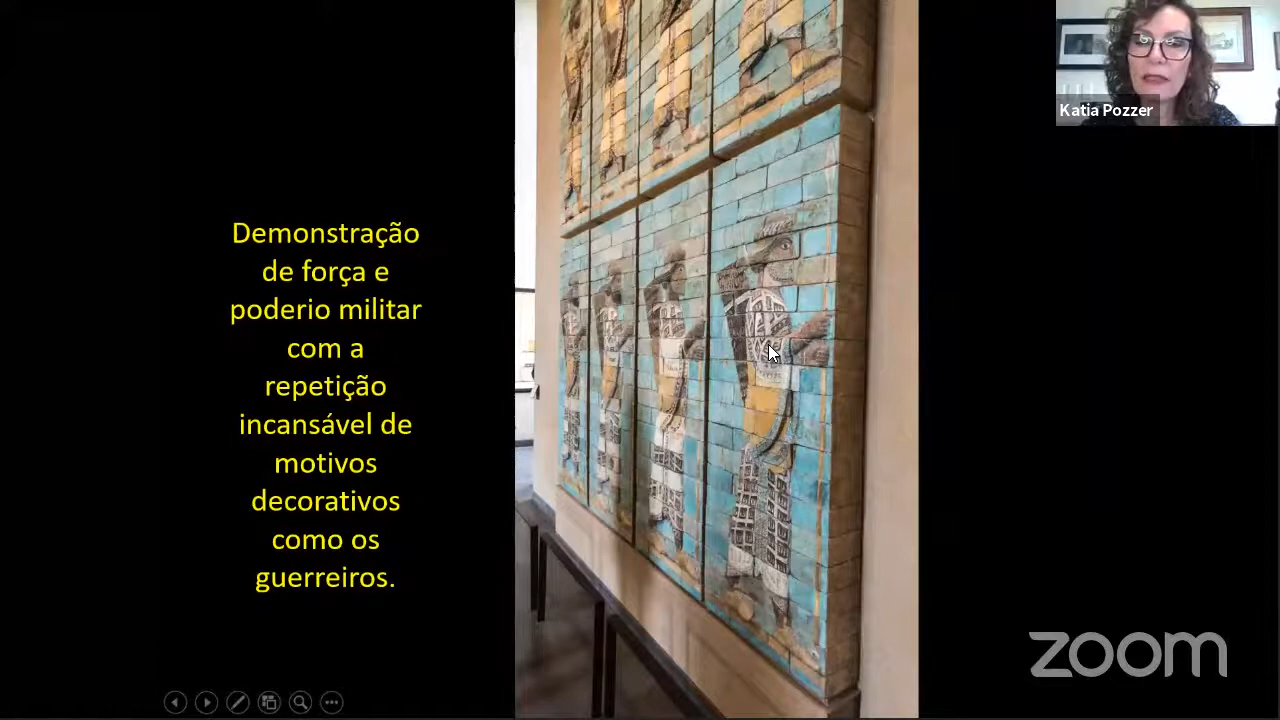 Demonstração
de força e
poderio militar
com a
repetição
incansável de
motivos
decorativos
como os
guerreiros.
Katia Pozzer
zoom